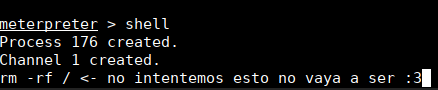 meterpreter > shell
Process 176 created.
Channel 1 created.
rm -rf / <- no intentemos esto no vaya a ser :3